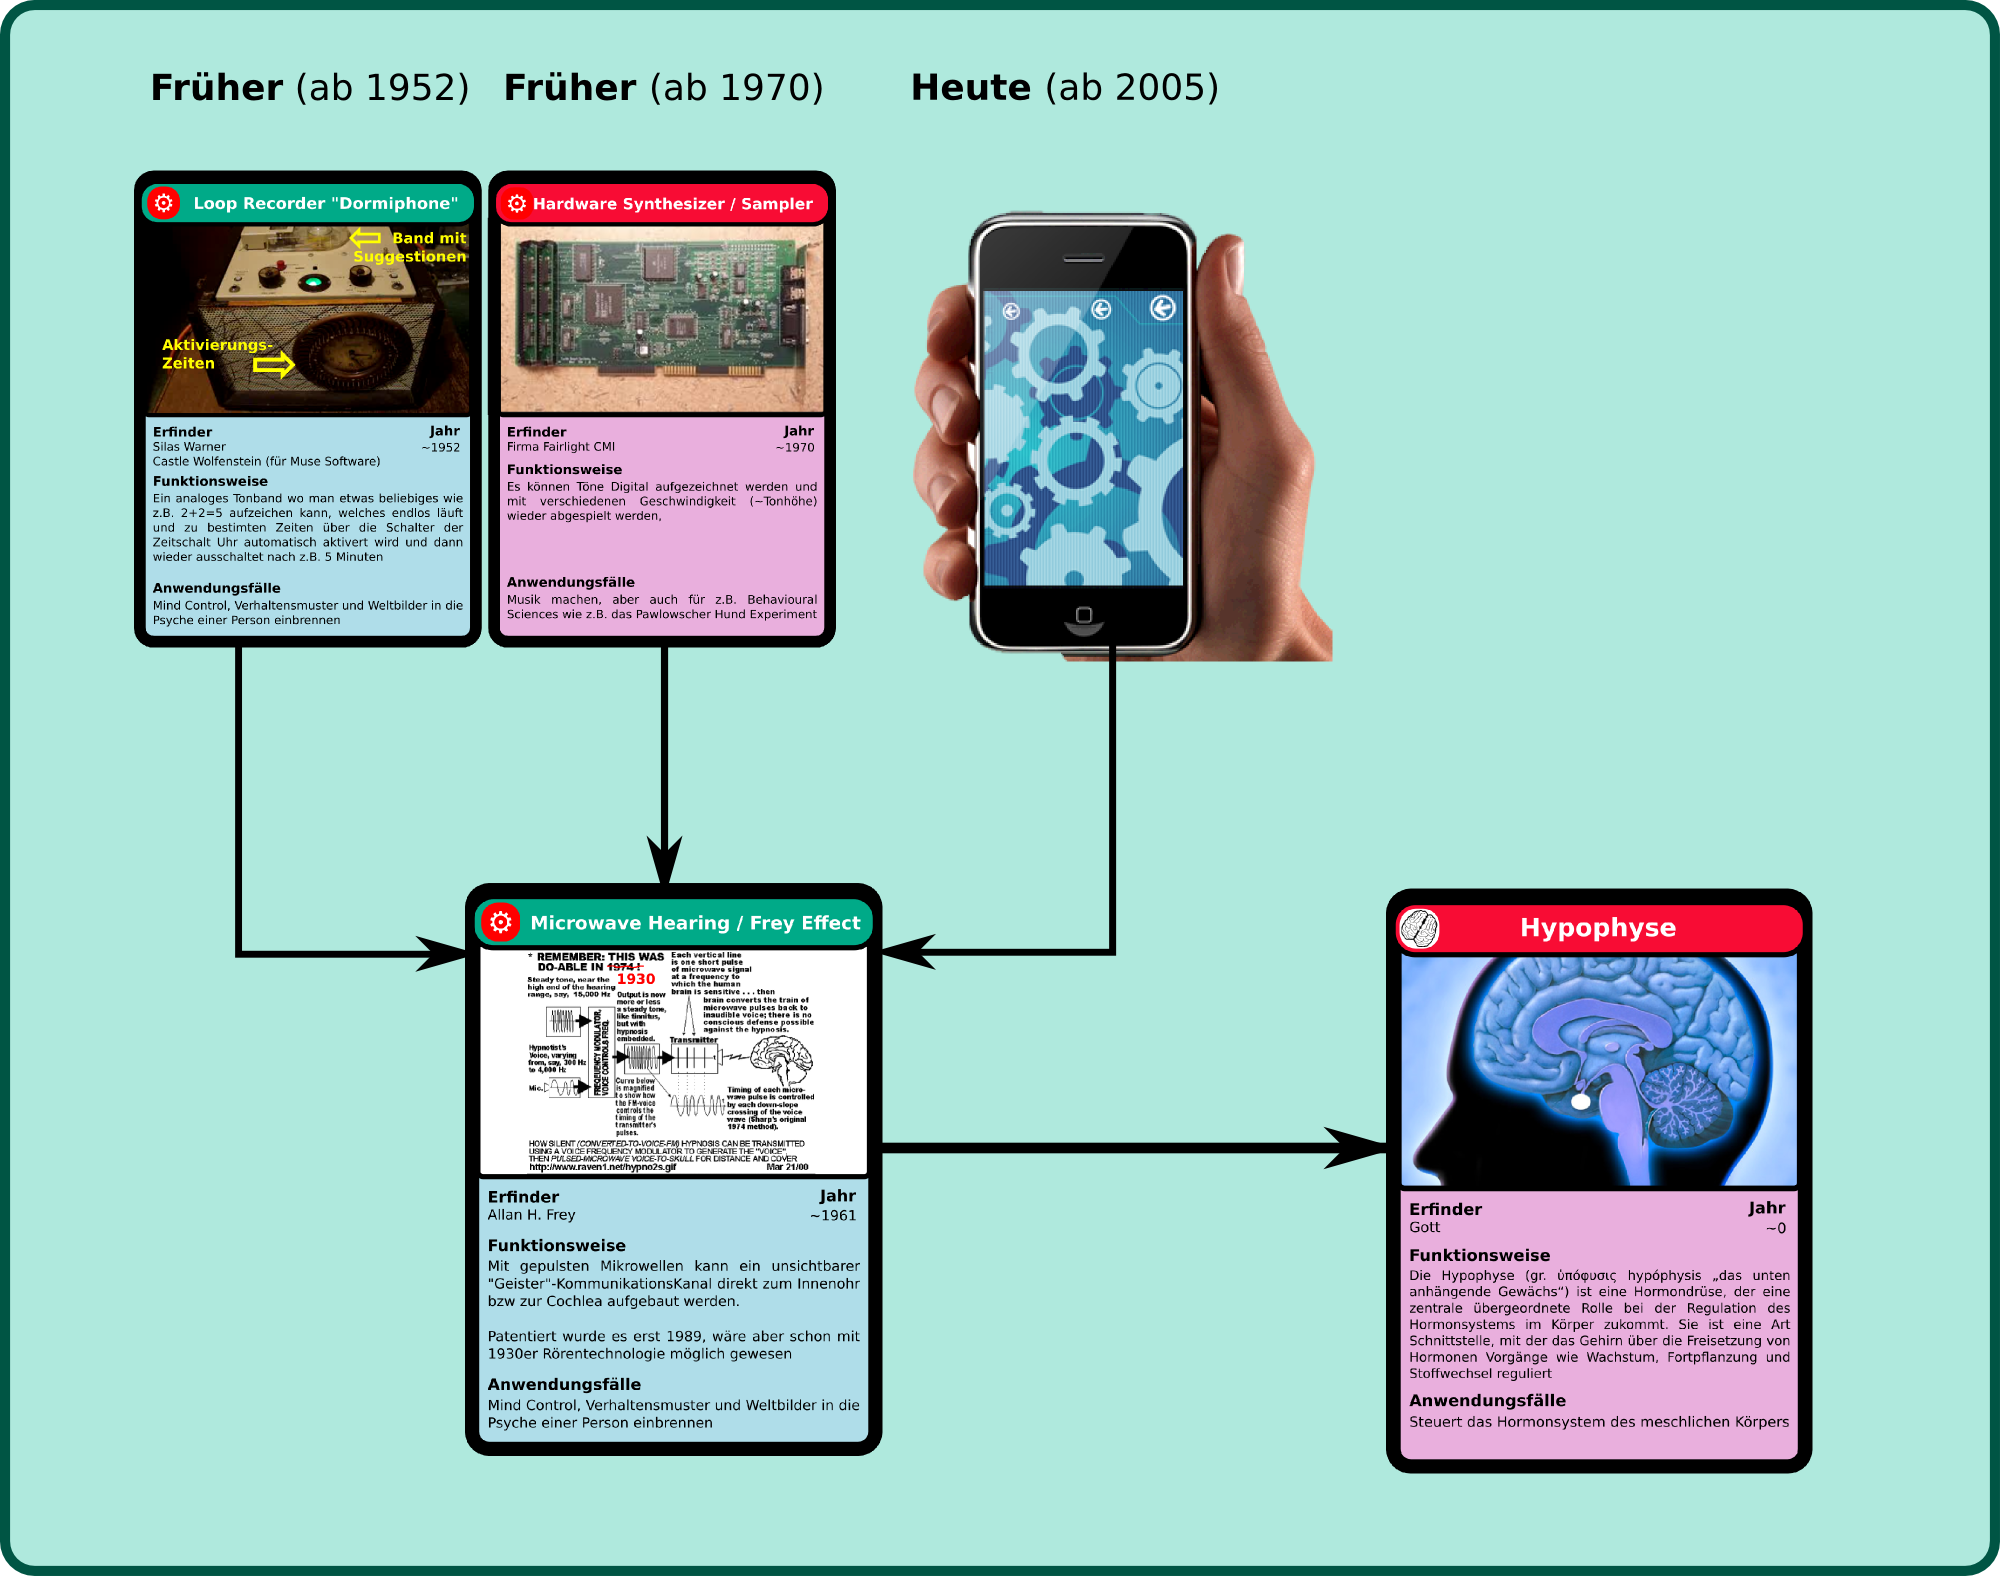 Früher (ab 1952)
Früher (ab 1970)
Heute (ab 2005)
Loop Recorder "Dormiphone"
Band mit
Suggestionen
Aktivierungs-
Zeiten
Erfinder Jahr
Silas Warner ~1952
Castle Wolfenstein (für Muse Software)
Funktionsweise
Ein analoges Tonband wo man etwas beliebiges wie
z.B. 2+2=5 aufzeichen kann, welches endlos läuft
und zu bestimten Zeiten über die Schalter der
Zeitschalt Uhr automatisch aktivert wird und dann
wieder ausschaltet nach z.B. 5 Minuten
Anwendungsfälle
Mind Control, Verhaltensmuster und Weltbilder in die
Psyche einer Person einbrennen
Hardware Synthesizer / Sampler
Erfinder Jahr
Firma Fairlight CMI ~1970
Funktionsweise
Es können Töne Digital aufgezeichnet werden und
mit verschiedenen Geschwindigkeit (~Tonhöhe)
wieder abgespielt werden,
Anwendungsfälle
Musik machen, aber auch für z.B. Behavioural
Sciences wie z.B. das Pawlowscher Hund Experiment
Microwave Hearing / Frey Effect
* REMEMBER: THIS WAS
DO-ABLE IN 1974!
1930
Steady tone, near the
high end of the hearing
range, say, 15,000 Hz
Each vertical line
is one short pulse
of microwave signal
at a frequency to
which the human
brain is sensitive . . . then
brain converts the train of
microwave pulses back to
inaudible voice; there is no
conscious defense possible
against the hypnosis.
Output is now
more or less
a steady tone,
like tinnitus,
but with
hypnosis
embedded.
FREQEUENCY MODULATOR,
VOICE CONTROLS FREQ.
Transmitter
Hypnotist's
Voice, varying
from, say, 300 Hz
to 4,000 Hz
Mic.
Curve below
is magnified
to show how
the FM-voice
controls the
timing of the
transmitter's
pulses.
Timing of each micro-
wave pulse is controlled
by each down-slope
crossing of the voice
wave (Sharp's original
1974 method).
HOW SILENT (CONVERTED-TO-VOICE-FM) HYPNOSIS CAN BE TRANSMITTED
USING A VOICE FREQUENCY MODULATOR TO GENERATE THE "VOICE",
THEN PULSED-MICROWAVE VOICE-TO-SKULL FOR DISTANCE AND COVER
http://www.raven1.net/hypno2s.gif Mar 21/00
Erfinder Jahr
Allan H. Frey ~1961
Funktionsweise
Mit gepulsten Mikrowellen kann ein unsichtbarer
"Geister"-KommunikationsKanal direkt zum Innenohr
bzw zur Cochlea aufgebaut werden.
Patentiert wurde es erst 1989, wäre aber schon mit
1930er Rörentechnologie möglich gewesen
Anwendungsfälle
Mind Control, Verhaltensmuster und Weltbilder in die
Psyche einer Person einbrennen
Hypophyse
Erfinder Jahr
Gott ~0
Funktionsweise
Die Hypophyse (gr. ὑπόφυσις hypóphysis „das unten
anhängende Gewächs“) ist eine Hormondrüse, der eine
zentrale übergeordnete Rolle bei der Regulation des
Hormonsystems im Körper zukommt. Sie ist eine Art
Schnittstelle, mit der das Gehirn über die Freisetzung von
Hormonen Vorgänge wie Wachstum, Fortpflanzung und
Stoffwechsel reguliert
Anwendungsfälle
Steuert das Hormonsystem des meschlichen Körpers